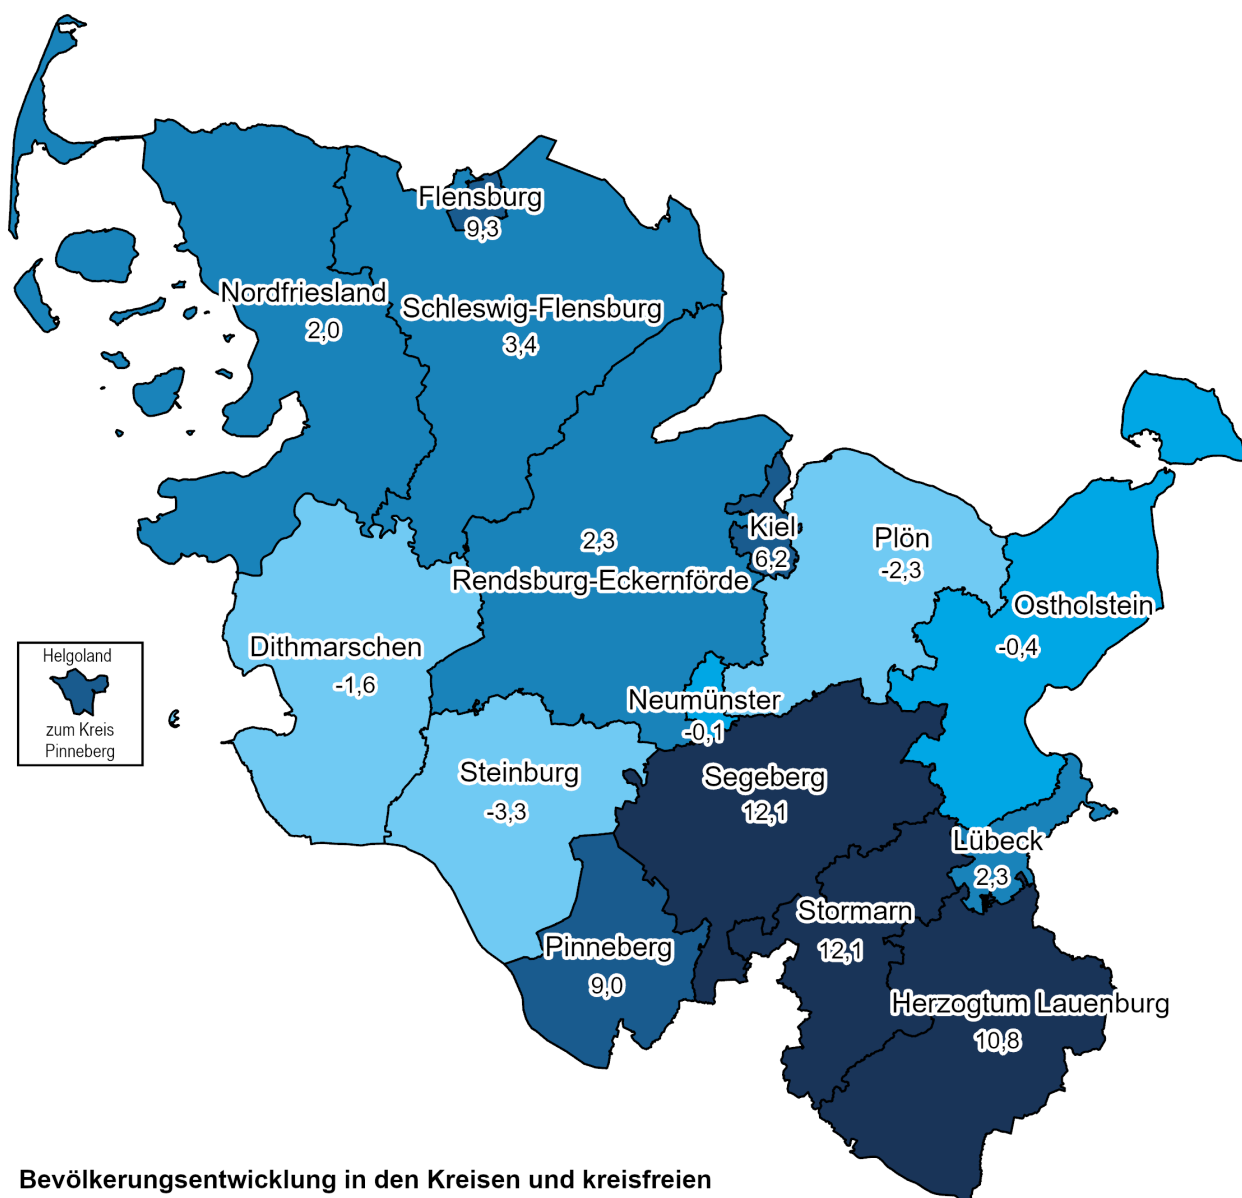 Flensburg
9,3
Nordfriesland
2,0
Schleswig-Flensburg
3,4
Kiel
6,2
2,3
Rendsburg-Eckernförde
Plön
-2,3
Ostholstein
-0,4
Dithmarschen
-1,6
Helgoland
zum Kreis
Pinneberg
Neumünster
-0,1
Steinburg
-3,3
Segeberg
12,1
Lübeck
2,3
Stormarn
12,1
Pinneberg
9,0
Herzogtum Lauenburg
10,8
Bevölkerungsentwicklung in den Kreisen und kreisfreien